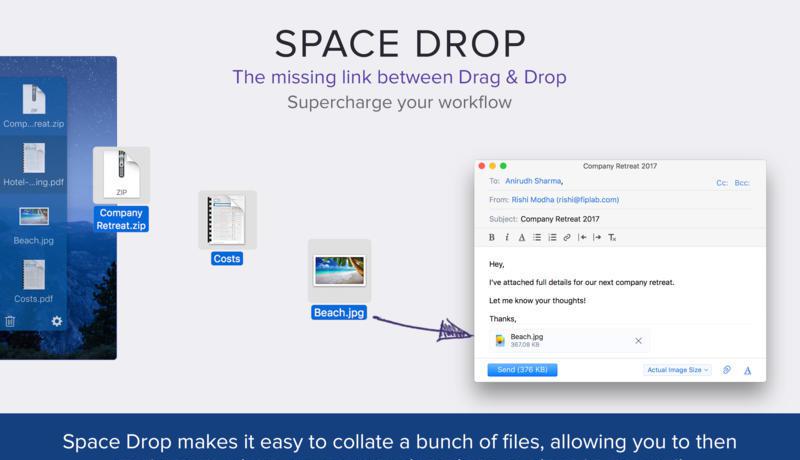 SPACE DROP
The missing link between Drag & Drop
Supercharge your workflow
Comp...reat.zip
Hotel-...ing.pdf
Beach.jpg
Costs.pdf
ZIP
Company
Retreat.zip
Costs
Beach.jpg
Company Retreat 2017
To: Anirudh Sharma,
Cc: Bcc:
From: Rishi Modha (rishi@fiplab.com)
Subject: Company Retreat 2017
Hey,
I've attached full details for our next company retreat.
Let me know your thoughts!
Thanks,
Beach.jpg
367.08 KB
Send (376 KB)
Actual Image Size
Space Drop makes it easy to collate a bunch of files, allowing you to then